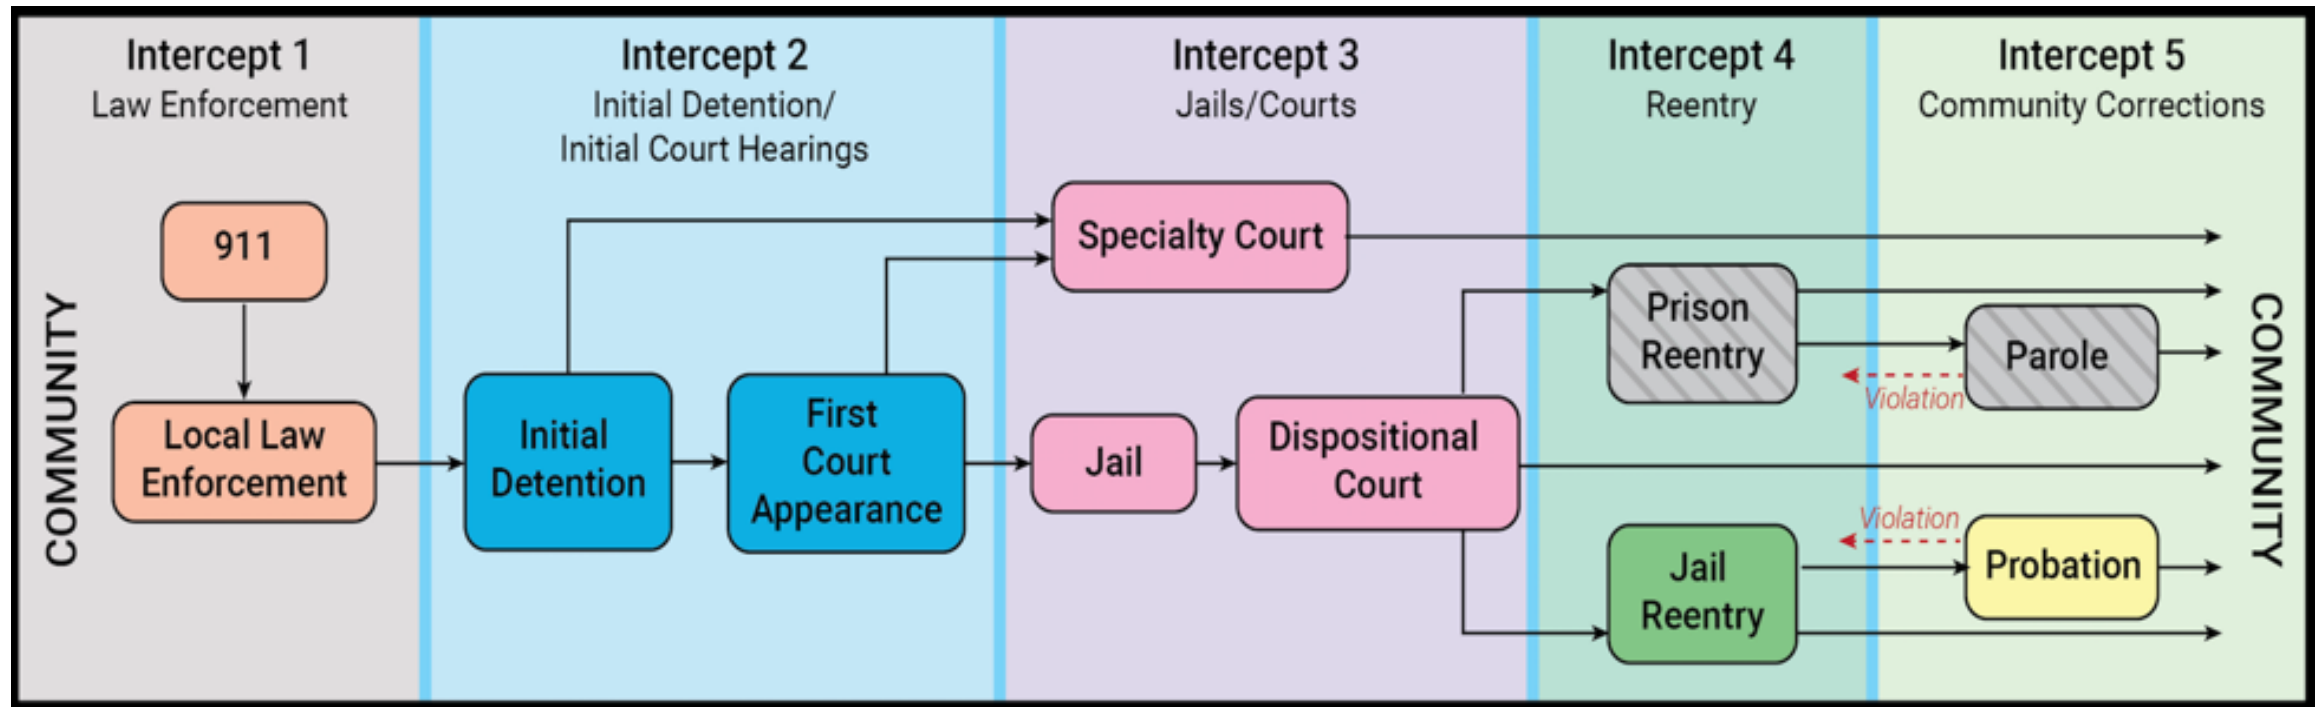 Intercept 1
Law Enforcement
COMMUNITY
911
Local Law
Enforcement
Intercept 2
Initial Detention/
Initial Court Hearings
Initial
Detention
First
Court
Appearance
Intercept 3
Jails/Courts
Specialty Court
Jail
Dispositional
Court
Intercept 4
Reentry
Prison
Reentry
Jail
Reentry
Intercept 5
Community Corrections
Parole
Violation
Violation
Probation
COMMUNITY